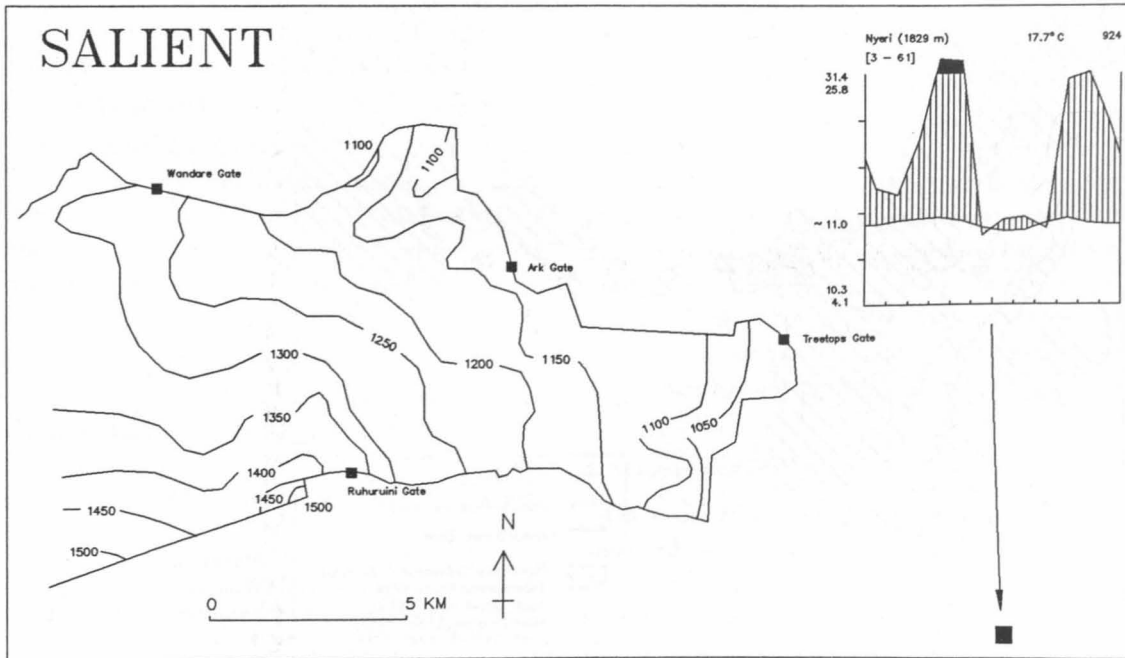 SALIENT
Nyeri (1829 m) 17.7° C 924
[3 – 61]
31.4
25.8
~ 11.0
10.3
4.1
1100
1100
Wandare Gate
Ark Gate
Treetops Gate
1250
1300
1200
1150
1350
1100
1050
1400
Ruhuruini Gate
1450
1500
1450
1500
N
0 5 KM